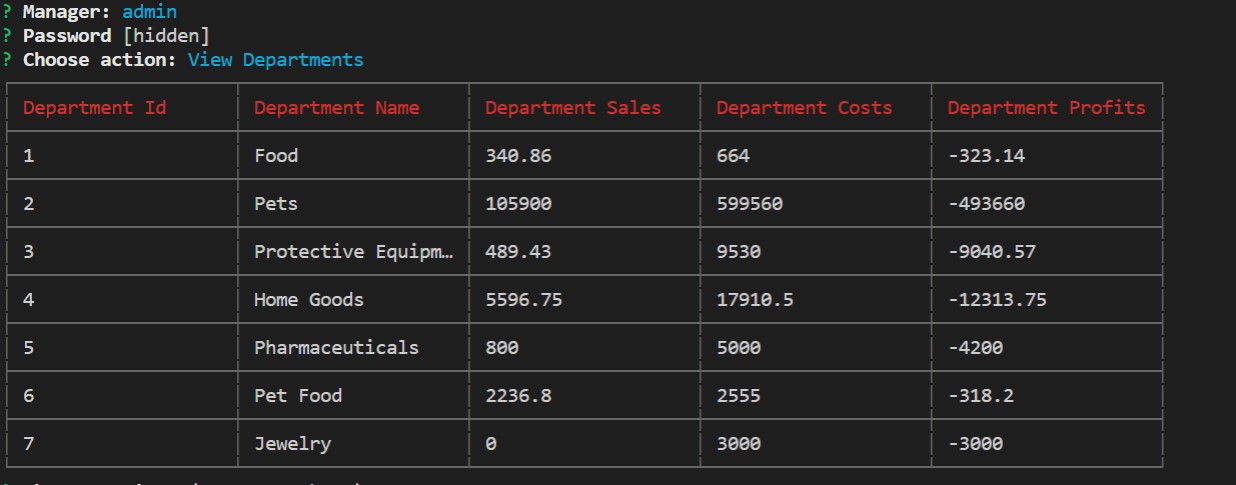 ? Manager: admin
? Password [hidden]
? Choose action: View Departments
Department Id Department Name Department Sales Department Costs Department Profits
1 Food 340.86 664 -323.14
2 Pets 105900 599560 -493660
3 Protective Equipm… 489.43 9530 -9040.57
4 Home Goods 5596.75 17910.5 -12313.75
5 Pharmaceuticals 800 5000 -4200
6 Pet Food 2236.8 2555 -318.2
7 Jewelry 0 3000 -3000